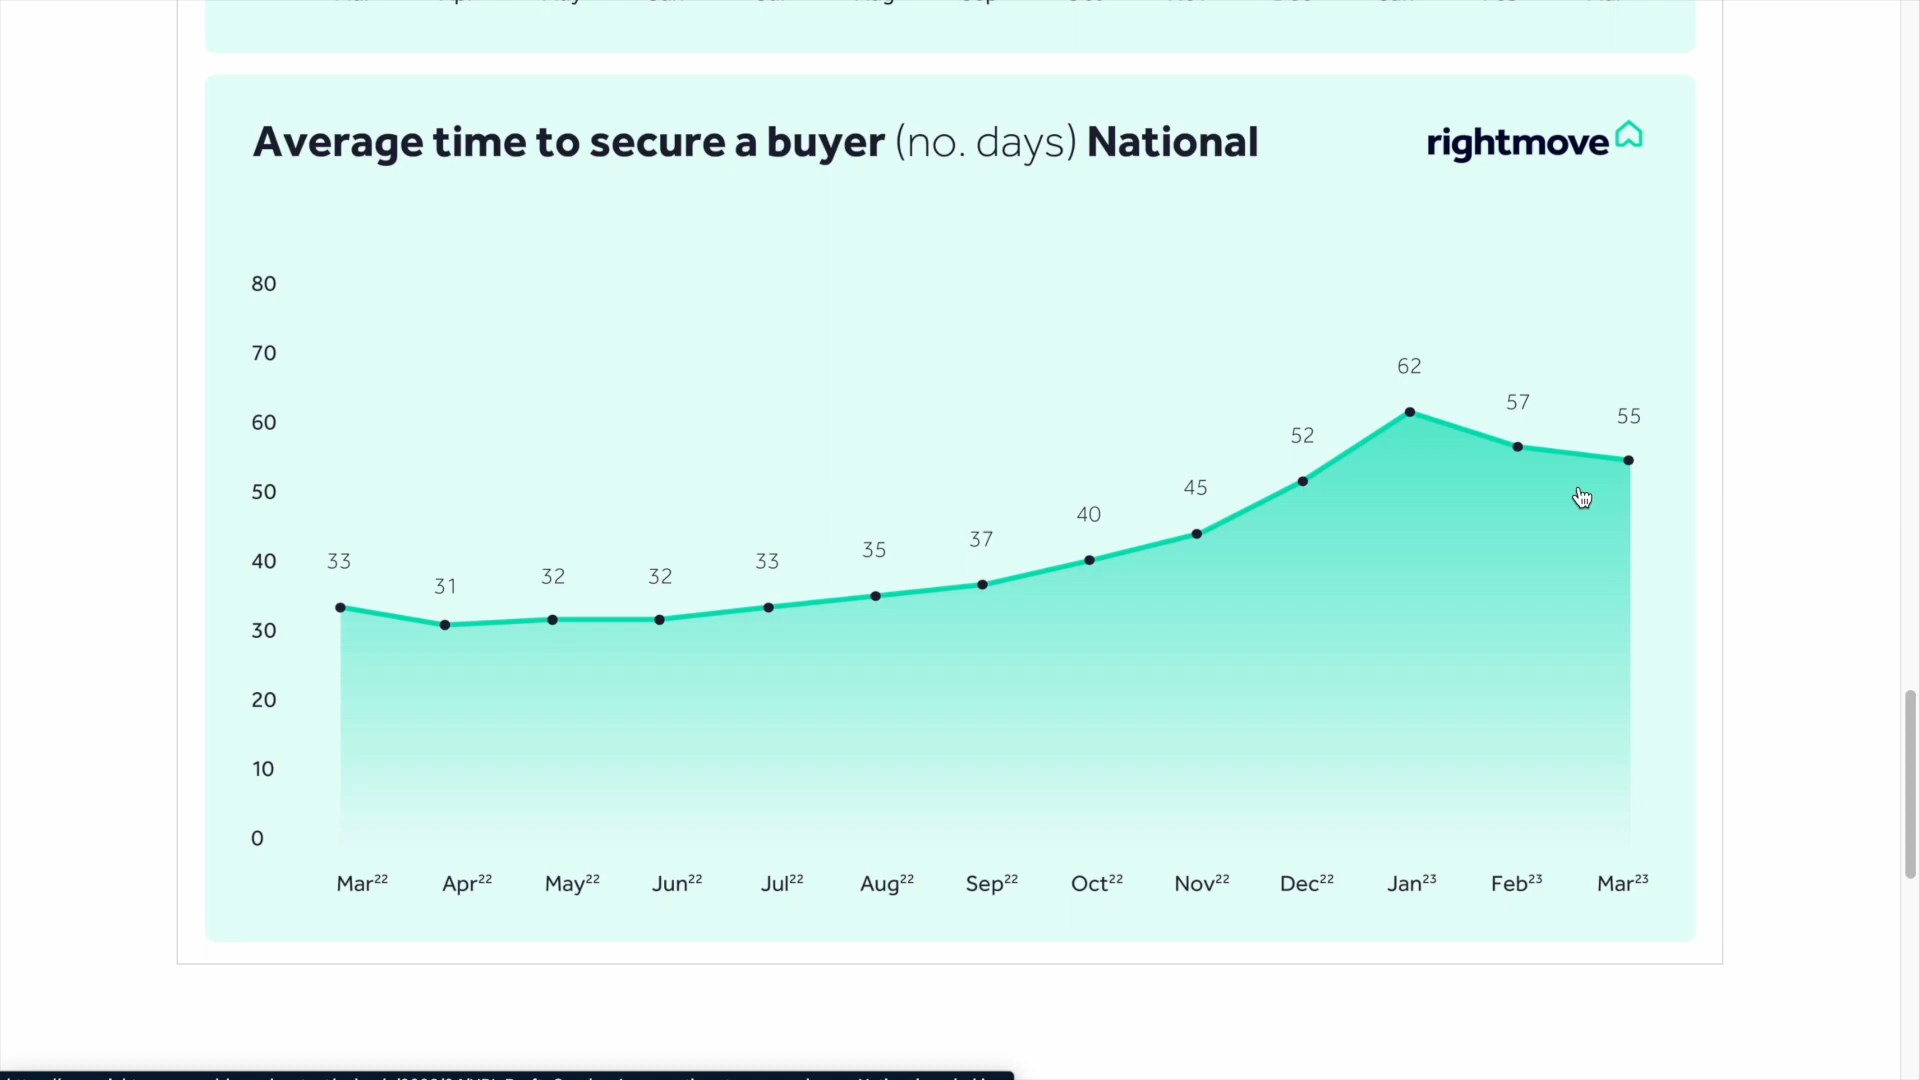 Average time to secure a buyer (no. days) National
rightmove
80
70
60
50
40
30
20
10
0
33
31
32
32
33
35
37
40
45
52
62
57
55
Mar22
Apr22
May22
Jun22
Jul22
Aug22
Sep22
Oct22
Nov22
Dec22
Jan23
Feb23
Mar23